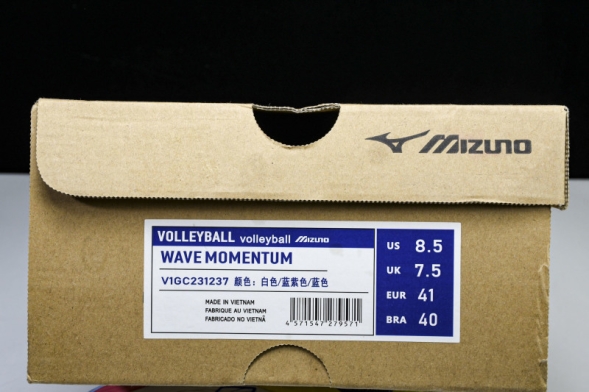 MIZUNO
VOLLEYBALL volleyball MIZUNO
WAVE MOMENTUM
V1GC231237 颜色：白色/蓝紫色/蓝色
MADE IN VIETNAM
FABRIQUE AU VIETNAM
FABRICADO NO VIETNÃ
4571547279571
US 8.5
UK 7.5
EUR 41
BRA 40